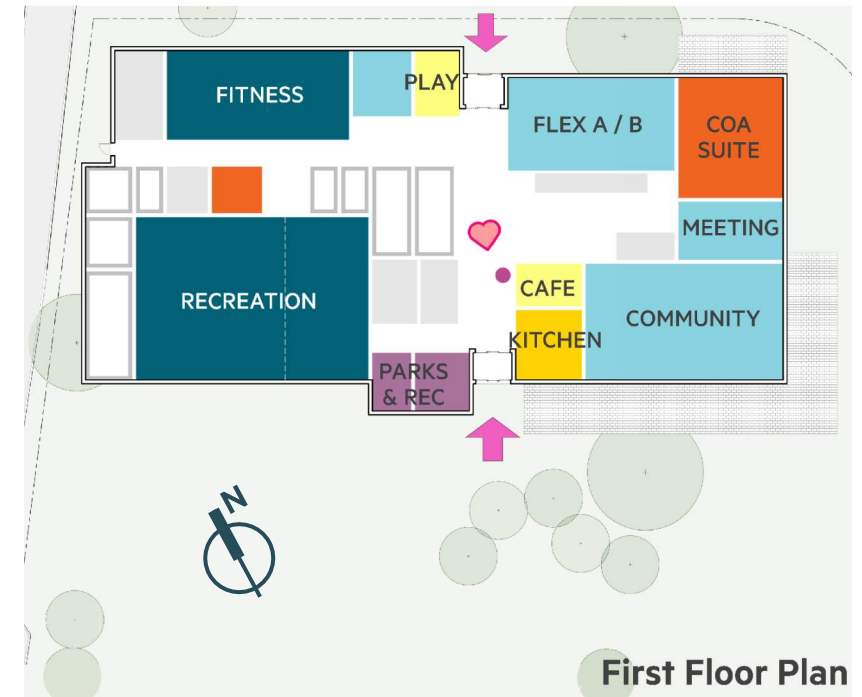 PLAY
FITNESS
FLEX A / B
COA
SUITE
MEETING
RECREATION
CAFE
COMMUNITY
KITCHEN
PARKS
& REC
N
First Floor Plan